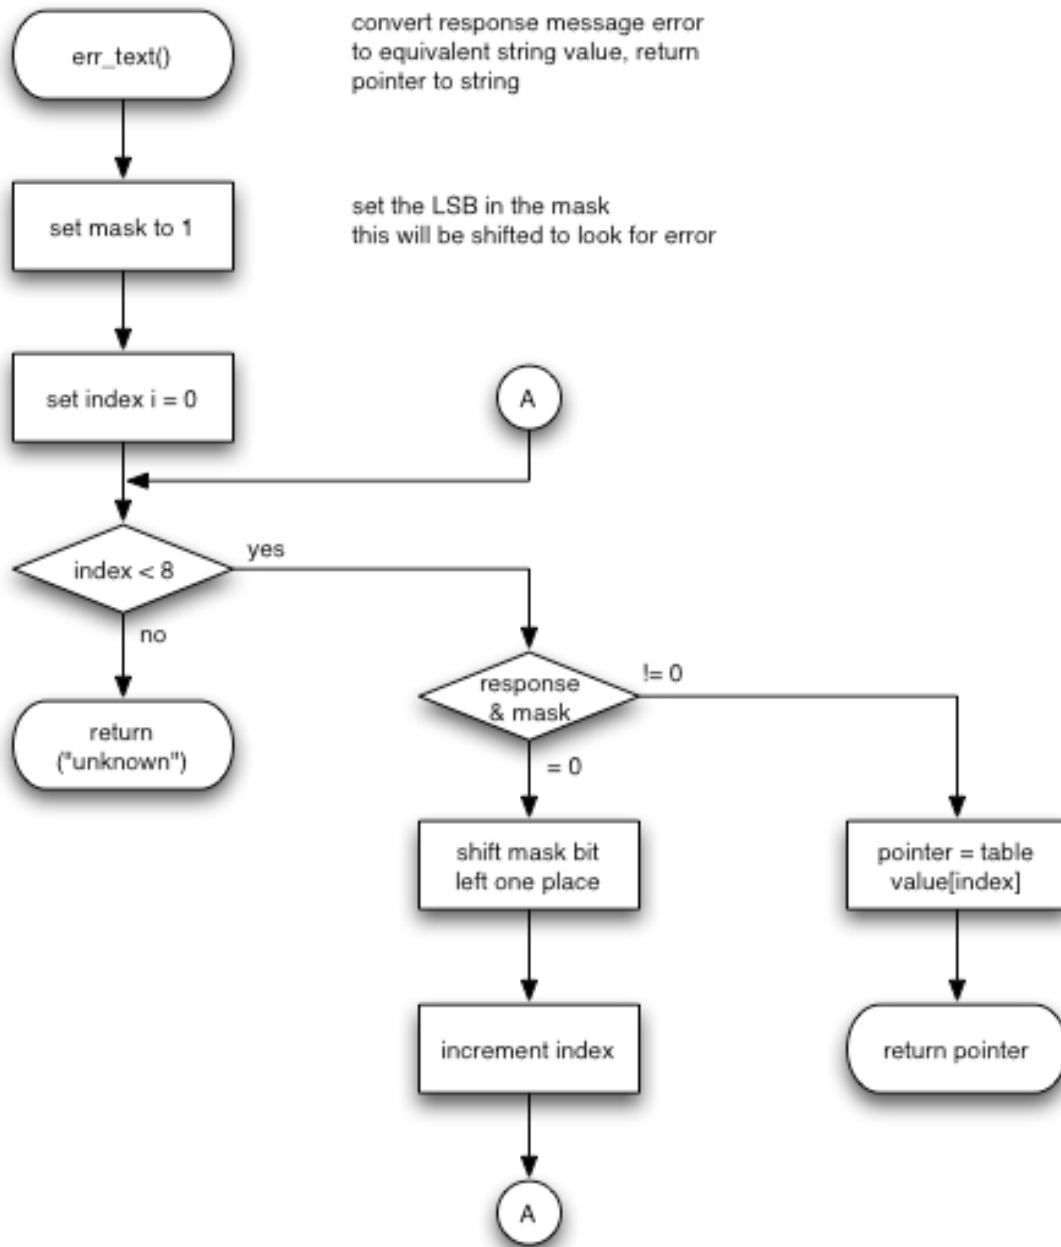 err_text()
convert response message error
to equivalent string value, return
pointer to string
set mask to 1
set the LSB in the mask
this will be shifted to look for error
set index i = 0
A
index < 8
yes
no
return
("unknown")
response
& mask
!= 0
= 0
shift mask bit
left one place
pointer = table
value[index]
increment index
return pointer
A